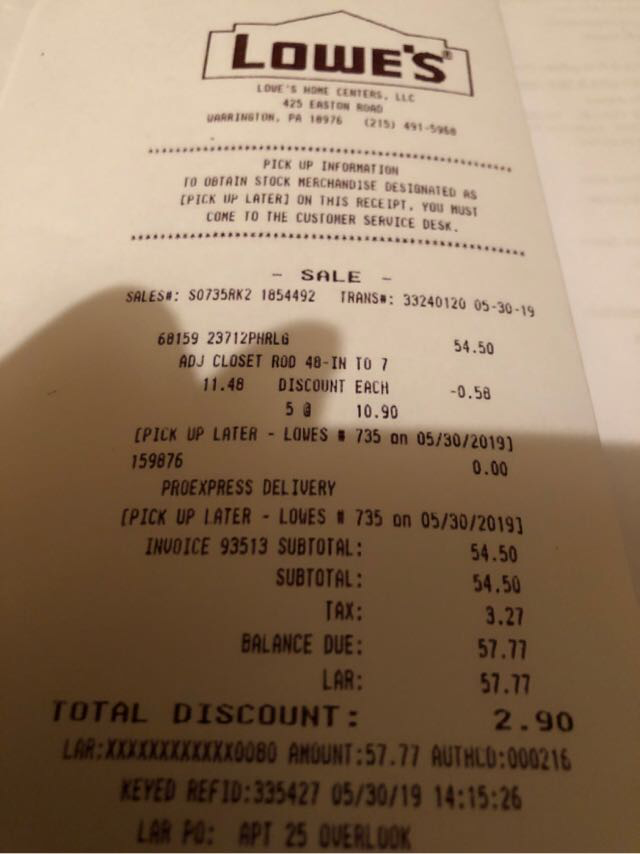 LOWE'S
LOWE'S HOME CENTERS, LLC
425 EASTON ROAD
WARRINGTON, PA 18976 (215) 491-5968
PICK UP INFORMATION
TO OBTAIN STOCK MERCHANDISE DESIGNATED AS
[PICK UP LATER] ON THIS RECEIPT, YOU MUST
COME TO THE CUSTOMER SERVICE DESK.
- SALE -
SALES#: S0735RK2 1854492 TRANS#: 33240120 05-30-19
68159 23712PHRLG 54.50
ADJ CLOSET ROD 48-IN TO 7
11.48 DISCOUNT EACH -0.58
5 @ 10.90
[PICK UP LATER - LOWES # 735 on 05/30/2019]
159876 0.00
PROEXPRESS DELIVERY
[PICK UP LATER - LOWES # 735 on 05/30/2019]
INVOICE 93513 SUBTOTAL: 54.50
SUBTOTAL: 54.50
TAX: 3.27
BALANCE DUE: 57.77
LAR: 57.77
TOTAL DISCOUNT: 2.90
LAR:XXXXXXXXXXXX0080 AMOUNT:57.77 AUTHCD:000216
KEYED REFID:335427 05/30/19 14:15:26
LAR PO: APT 25 OVERLOOK